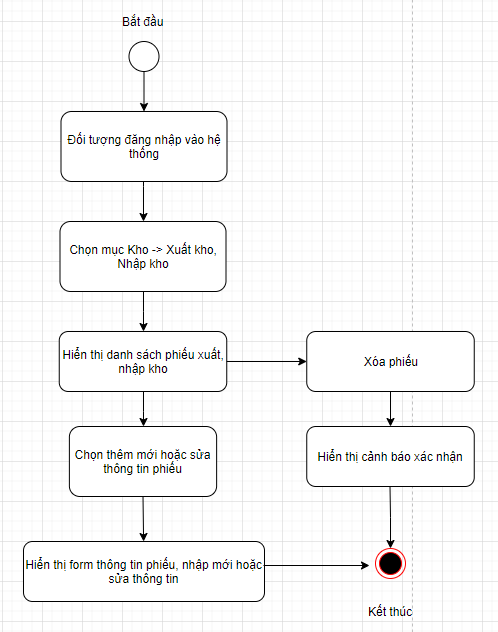 Bắt đầu
Đối tượng đăng nhập vào hệ
thống
Chọn mục Kho -> Xuất kho,
Nhập kho
Hiển thị danh sách phiếu xuất,
nhập kho
Xóa phiếu
Chọn thêm mới hoặc sửa
thông tin phiếu
Hiển thị cảnh báo xác nhận
Hiển thị form thông tin phiếu, nhập mới hoặc
sửa thông tin
Kết thúc